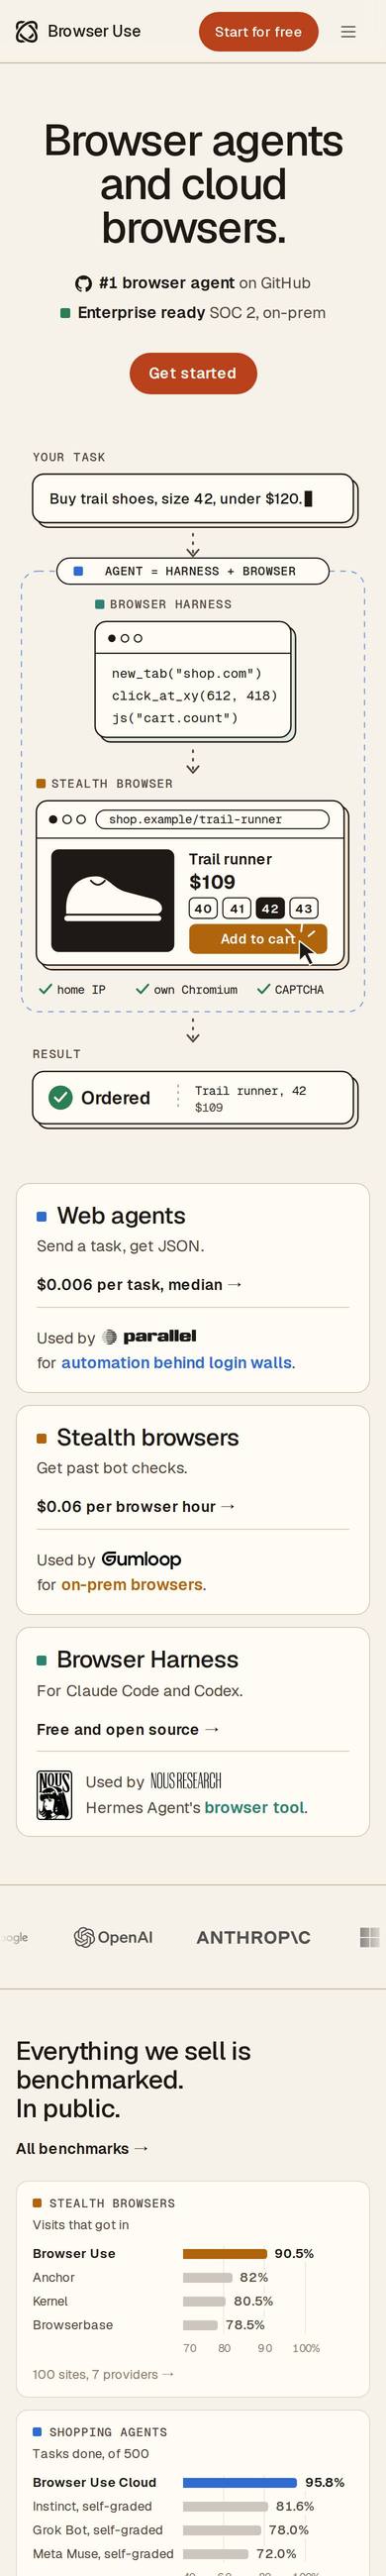 Browser Use
Start for free
Browser agents
and cloud
browsers.
#1 browser agent on GitHub
Enterprise ready SOC 2, on-prem
Get started
YOUR TASK
Buy trail shoes, size 42, under $120.
AGENT = HARNESS + BROWSER
BROWSER HARNESS
new_tab("shop.com")
click_at_xy(612, 418)
js("cart.count")
STEALTH BROWSER
shop.example/trail-runner
Trail runner
$109
40 41 42 43
Add to cart
home IP own Chromium CAPTCHA
RESULT
Ordered
Trail runner, 42
$109
Web agents
Send a task, get JSON.
$0.006 per task, median →
Used by parallel
for automation behind login walls.
Stealth browsers
Get past bot checks.
$0.06 per browser hour →
Used by Gumloop
for on-prem browsers.
Browser Harness
For Claude Code and Codex.
Free and open source →
NOUS
Used by NOUS RESEARCH
Hermes Agent's browser tool.
oogle OpenAI ANTHROP\C
Everything we sell is
benchmarked.
In public.
All benchmarks →
STEALTH BROWSERS
Visits that got in
Browser Use 90.5%
Anchor 82%
Kernel 80.5%
Browserbase 78.5%
70 80 90 100%
100 sites, 7 providers →
SHOPPING AGENTS
Tasks done, of 500
Browser Use Cloud 95.8%
Instinct, self-graded 81.6%
Grok Bot, self-graded 78.0%
Meta Muse, self-graded 72.0%